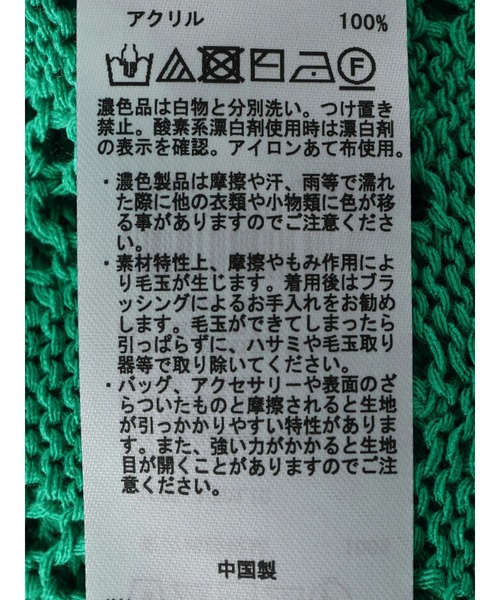 アクリル 100%
濃色品は白物と分別洗い。つけ置き
禁止。酸素系漂白剤使用時は漂白剤
の表示を確認。アイロンあて布使用。
・濃色製品は摩擦や汗、雨等で濡れ
た際に他の衣類や小物類に色が移
る事がありますのでご注意くださ
い。
・素材特性上、摩擦やもみ作用によ
り毛玉が生じます。着用後はブラ
ッシングによるお手入れをお勧め
します。毛玉ができてしまったら
引っぱらずに、ハサミや毛玉取り
器等で取り除いてください。
・バッグ、アクセサリーや表面のざ
らついたものと摩擦されると生地
が引っかかりやすい特性がありま
す。また、強い力がかかると生地
目が開くことがありますのでご注
意ください。
中国製